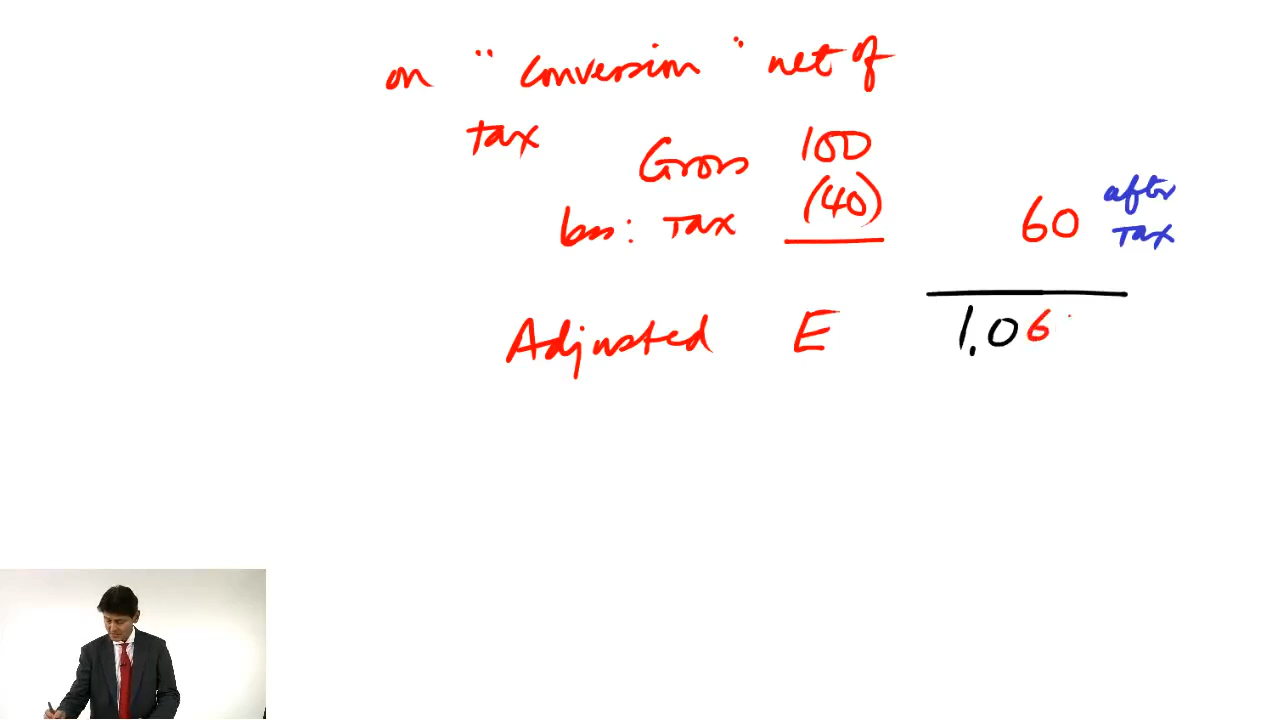 on "conversion" net of
tax
Gross 100
less: Tax (40) 60 after tax
Adjusted E 1.06